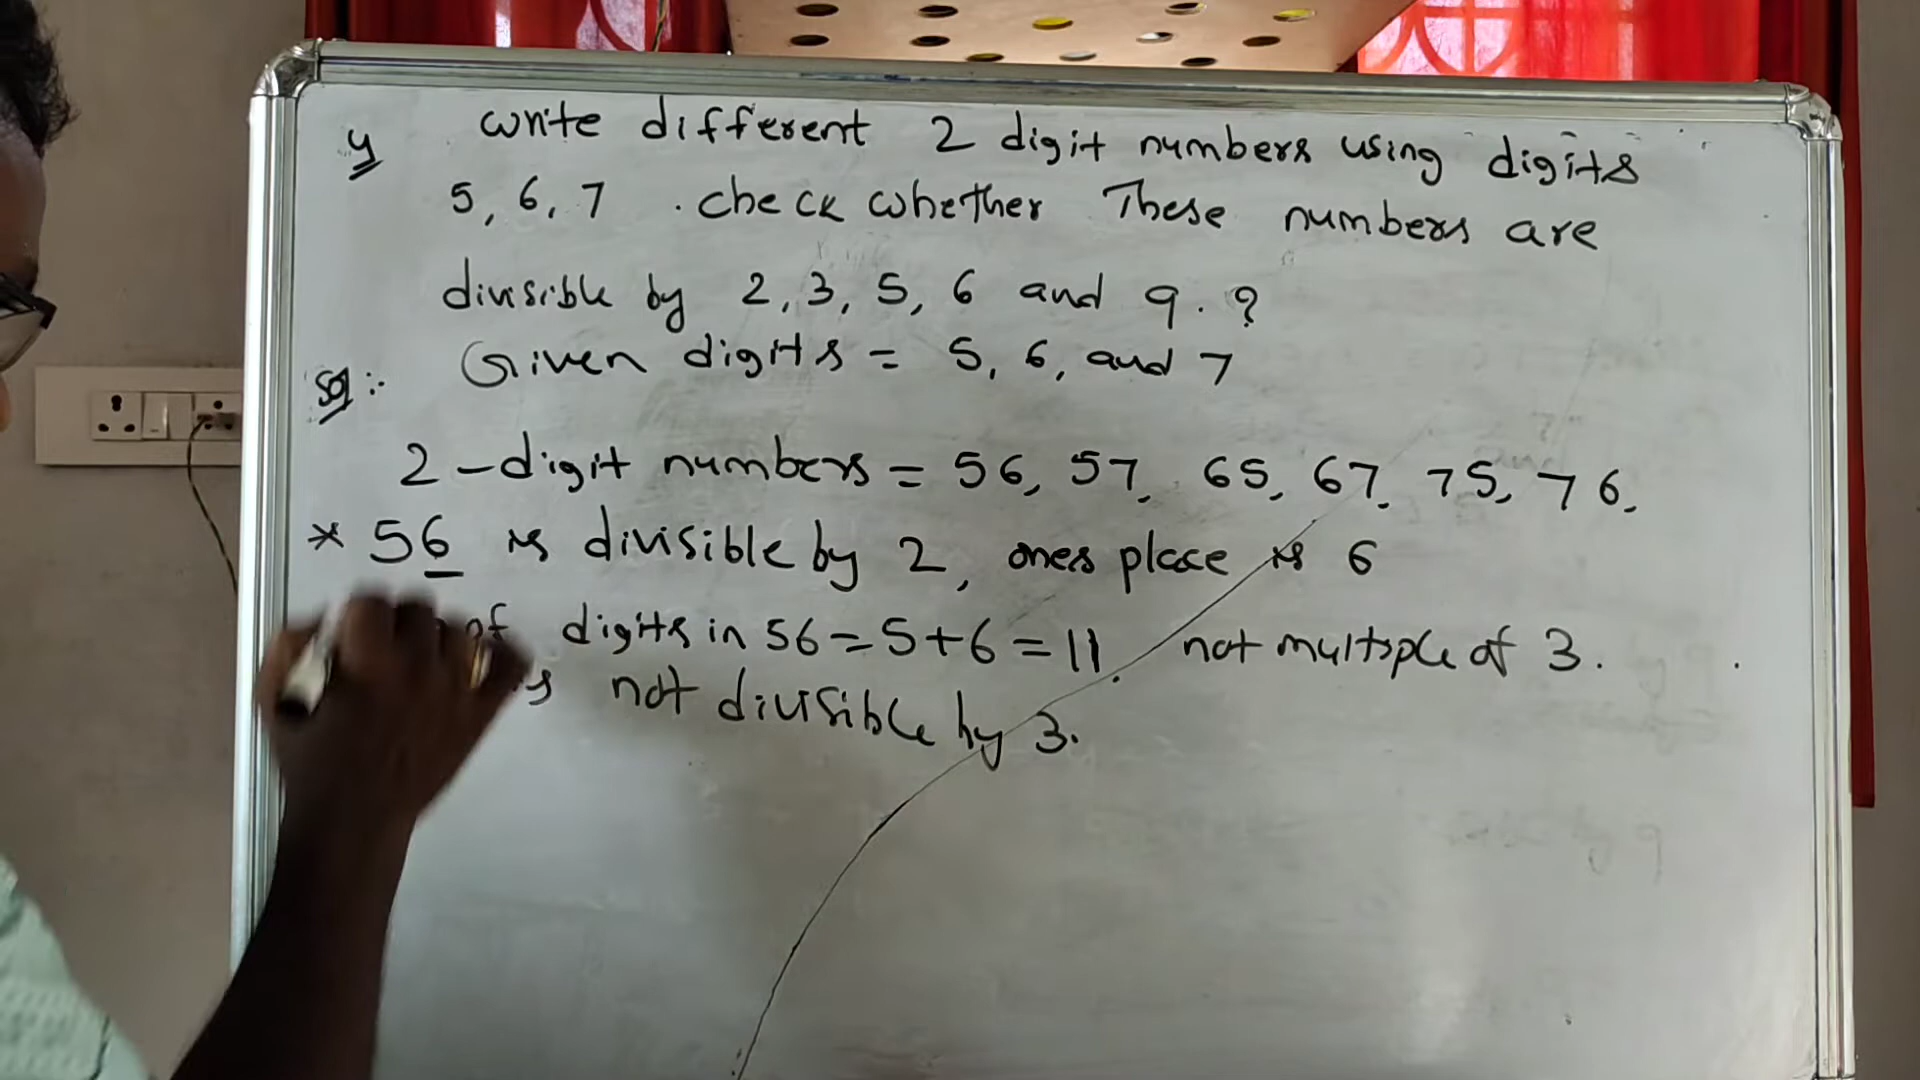 4 Write different 2 digit numbers using digits
5, 6, 7 . check whether These numbers are
divisible by 2, 3, 5, 6 and 9. ?
Sol:- Given digits = 5, 6, and 7
2-digit numbers = 56, 57, 65, 67, 75, 76.
* 56 is divisible by 2, ones place is 6
of digits in 56 = 5+6 = 11, not multiple of 3.
is not divisible by 3.